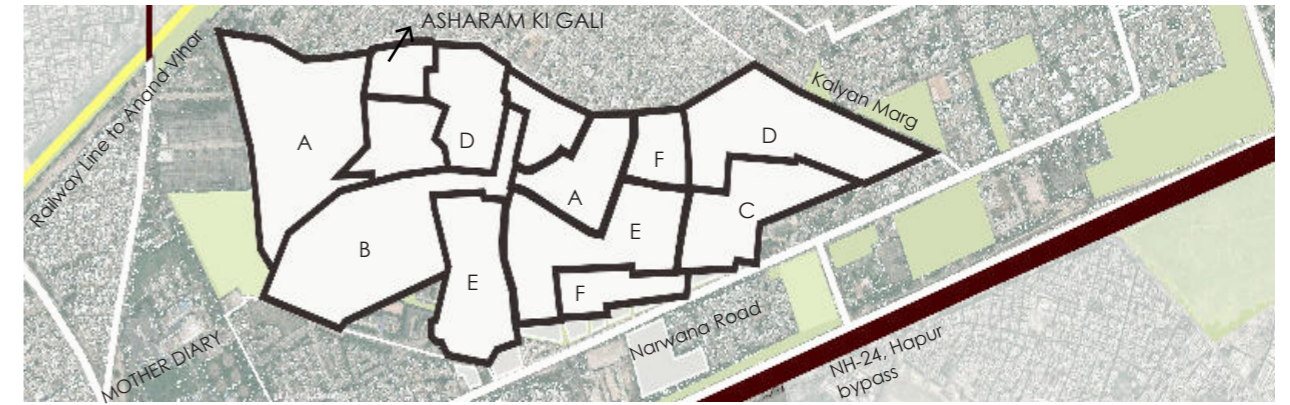 ASHARAM KI GALI
Railway Line to Anand Vihar
Kalyan Marg
A
D
F
D
A
C
E
B
E
F
Narwana Road
MOTHER DIARY
NH-24, Hapur
bypass